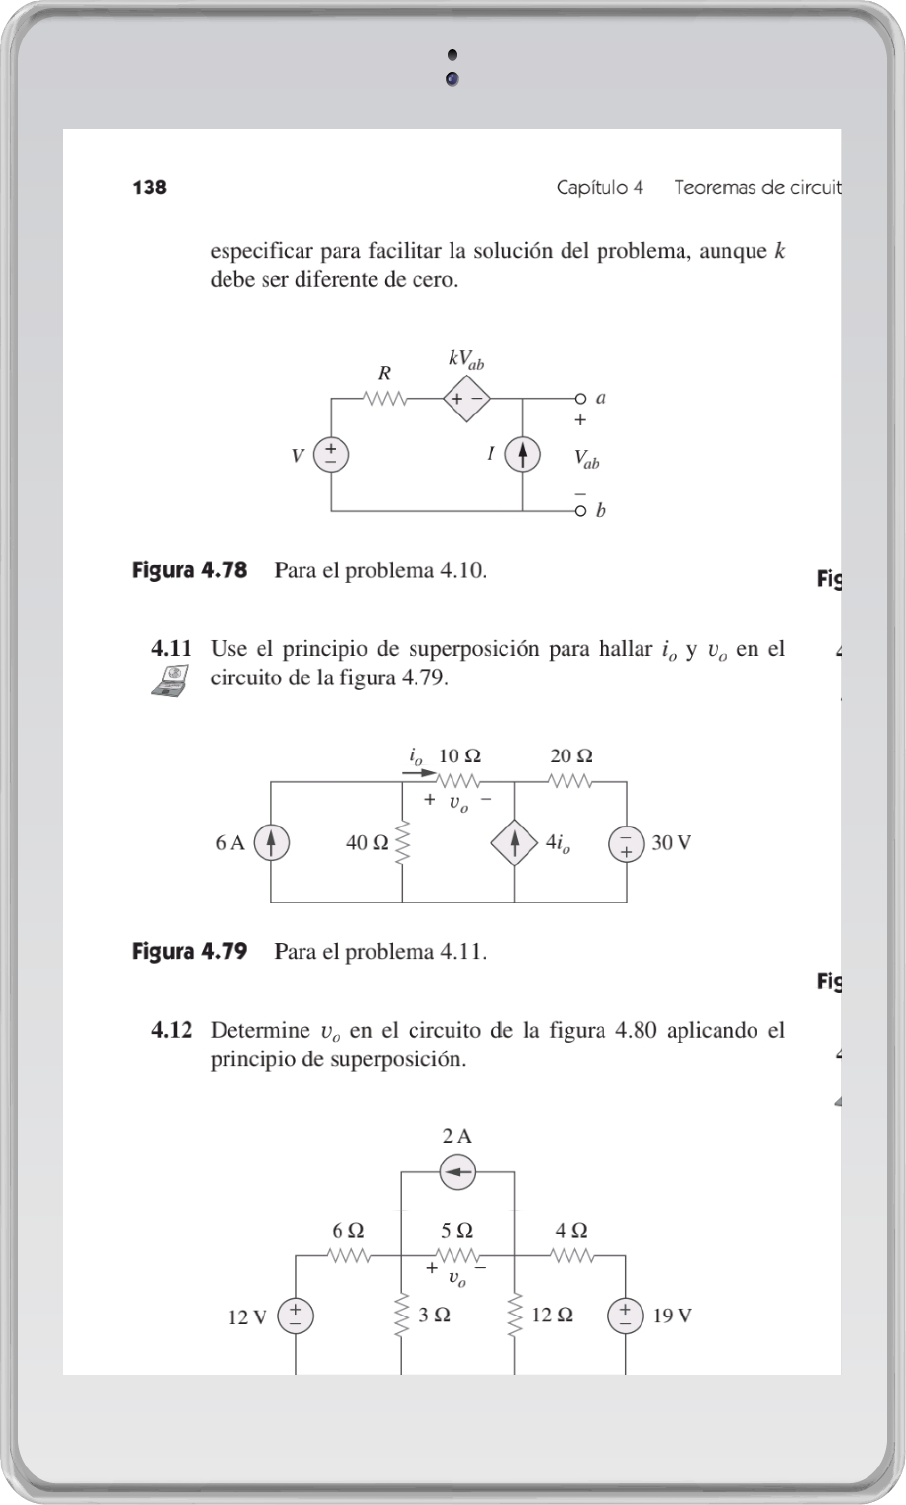 138 Capítulo 4 Teoremas de circuit
especificar para facilitar la solución del problema, aunque k
debe ser diferente de cero.
kV_ab
R
+ −
a
+
V
+
−
I
V_ab
−
b
Figura 4.78 Para el problema 4.10.
Fig
4.11 Use el principio de superposición para hallar i_o y v_o en el
circuito de la figura 4.79.
i_o 10 Ω 20 Ω
+ v_o −
6 A 40 Ω 4i_o − + 30 V
Figura 4.79 Para el problema 4.11.
Fig
4.12 Determine v_o en el circuito de la figura 4.80 aplicando el
principio de superposición.
2 A
6 Ω 5 Ω 4 Ω
+ v_o −
12 V + − 3 Ω 12 Ω + − 19 V